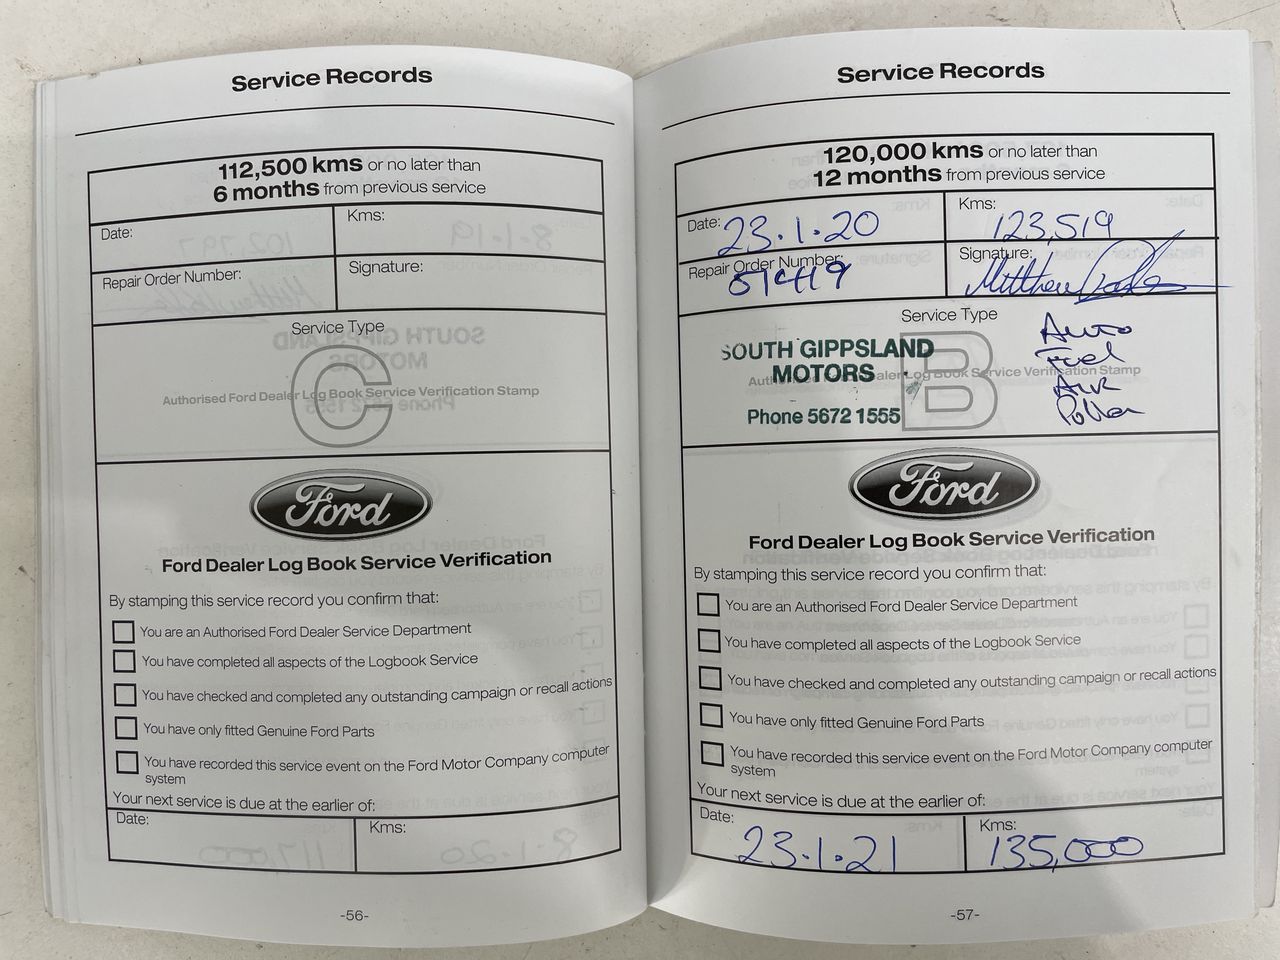 Service Records
112,500 kms or no later than
6 months from previous service
Date:
Kms:
Repair Order Number:
Signature:
Service Type
C
Authorised Ford Dealer Log Book Service Verification Stamp
Ford
Ford Dealer Log Book Service Verification
By stamping this service record you confirm that:
You are an Authorised Ford Dealer Service Department
You have completed all aspects of the Logbook Service
You have checked and completed any outstanding campaign or recall actions
You have only fitted Genuine Ford Parts
You have recorded this service event on the Ford Motor Company computer
system
Your next service is due at the earlier of:
Date:
Kms:
-56-
Service Records
120,000 kms or no later than
12 months from previous service
Date: 23.1.20
Kms: 123,519
Repair Order Number:
Signature: Matthew
Service Type
B
Authorised Ford Dealer Log Book Service Verification Stamp
SOUTH GIPPSLAND
MOTORS
Phone 5672 1555
Auto
Fuel
Air
Pollen
Ford
Ford Dealer Log Book Service Verification
By stamping this service record you confirm that:
You are an Authorised Ford Dealer Service Department
You have completed all aspects of the Logbook Service
You have checked and completed any outstanding campaign or recall actions
You have only fitted Genuine Ford Parts
You have recorded this service event on the Ford Motor Company computer
system
Your next service is due at the earlier of:
Date: 23.1.21
Kms: 135,000
-57-